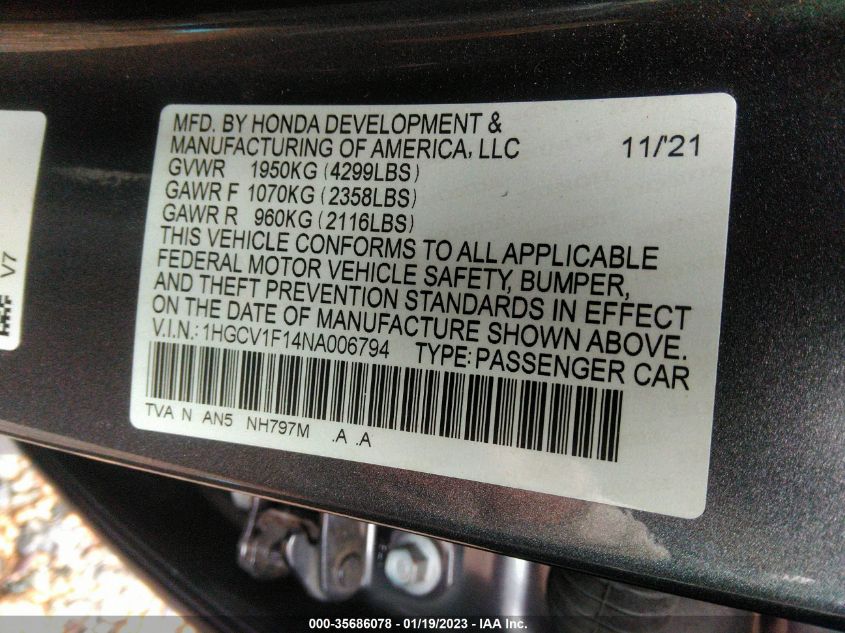 MFD. BY HONDA DEVELOPMENT &
MANUFACTURING OF AMERICA, LLC 11/'21
GVWR 1950KG (4299LBS)
GAWR F 1070KG (2358LBS)
GAWR R 960KG (2116LBS)
THIS VEHICLE CONFORMS TO ALL APPLICABLE
FEDERAL MOTOR VEHICLE SAFETY, BUMPER,
AND THEFT PREVENTION STANDARDS IN EFFECT
ON THE DATE OF MANUFACTURE SHOWN ABOVE.
V.I.N.: 1HGCV1F14NA006794 TYPE: PASSENGER CAR
TVA N AN5 NH797M .A .A
V7
000-35686078 - 01/19/2023 - IAA Inc.